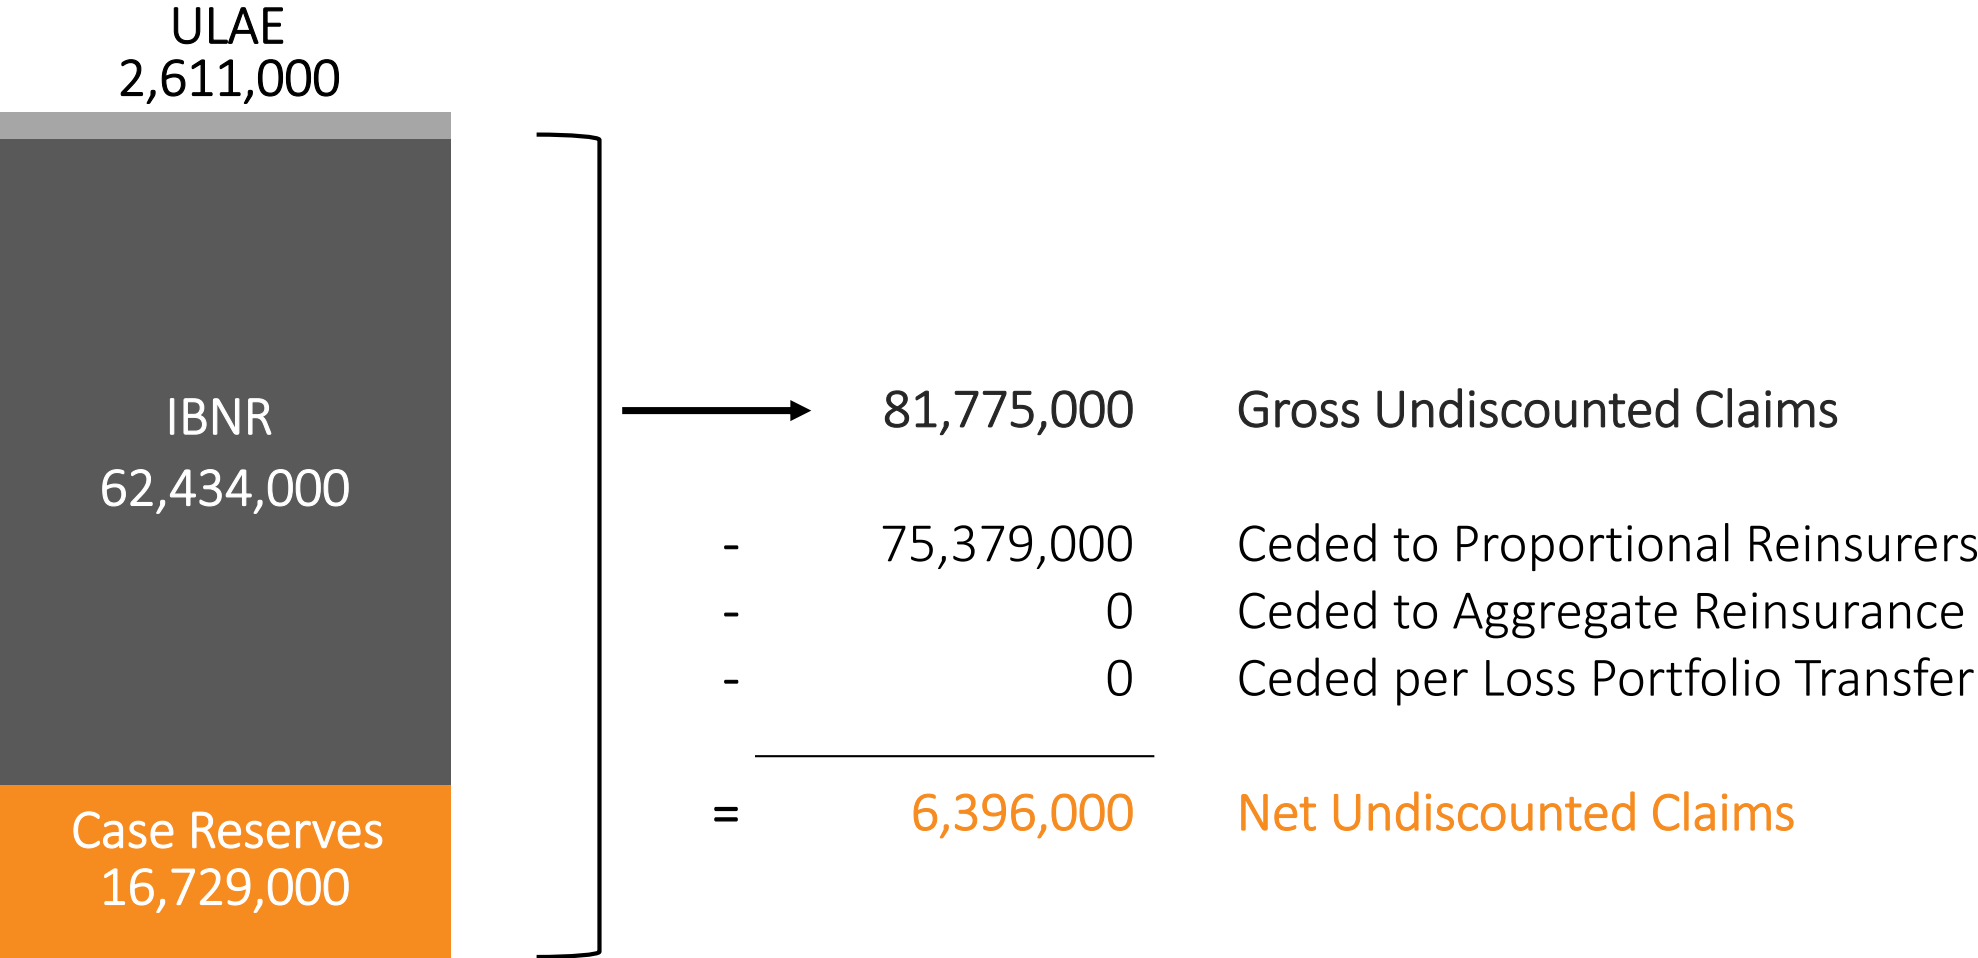 ULAE
2,611,000
IBNR
62,434,000
Case Reserves
16,729,000
81,775,000 Gross Undiscounted Claims
- 75,379,000 Ceded to Proportional Reinsurers
- 0 Ceded to Aggregate Reinsurance
- 0 Ceded per Loss Portfolio Transfer
= 6,396,000 Net Undiscounted Claims